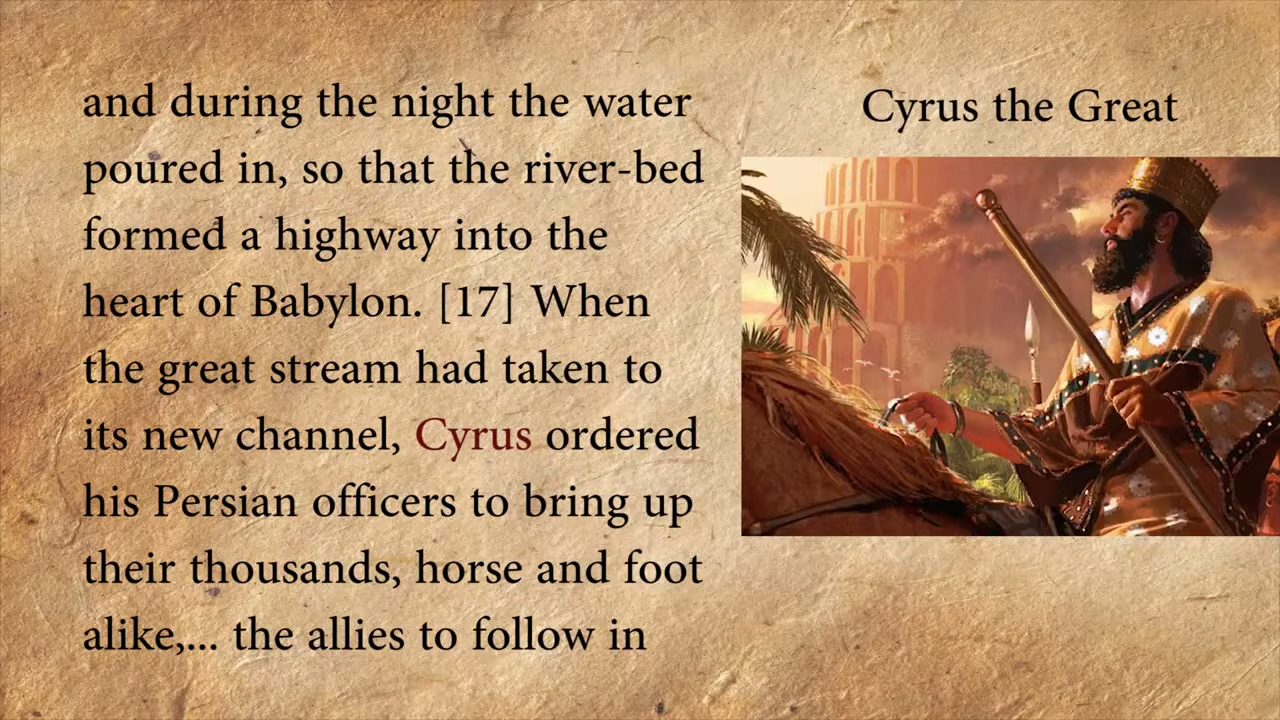 and during the night the water
poured in, so that the river-bed
formed a highway into the
heart of Babylon. [17] When
the great stream had taken to
its new channel, Cyrus ordered
his Persian officers to bring up
their thousands, horse and foot
alike,... the allies to follow in
Cyrus the Great